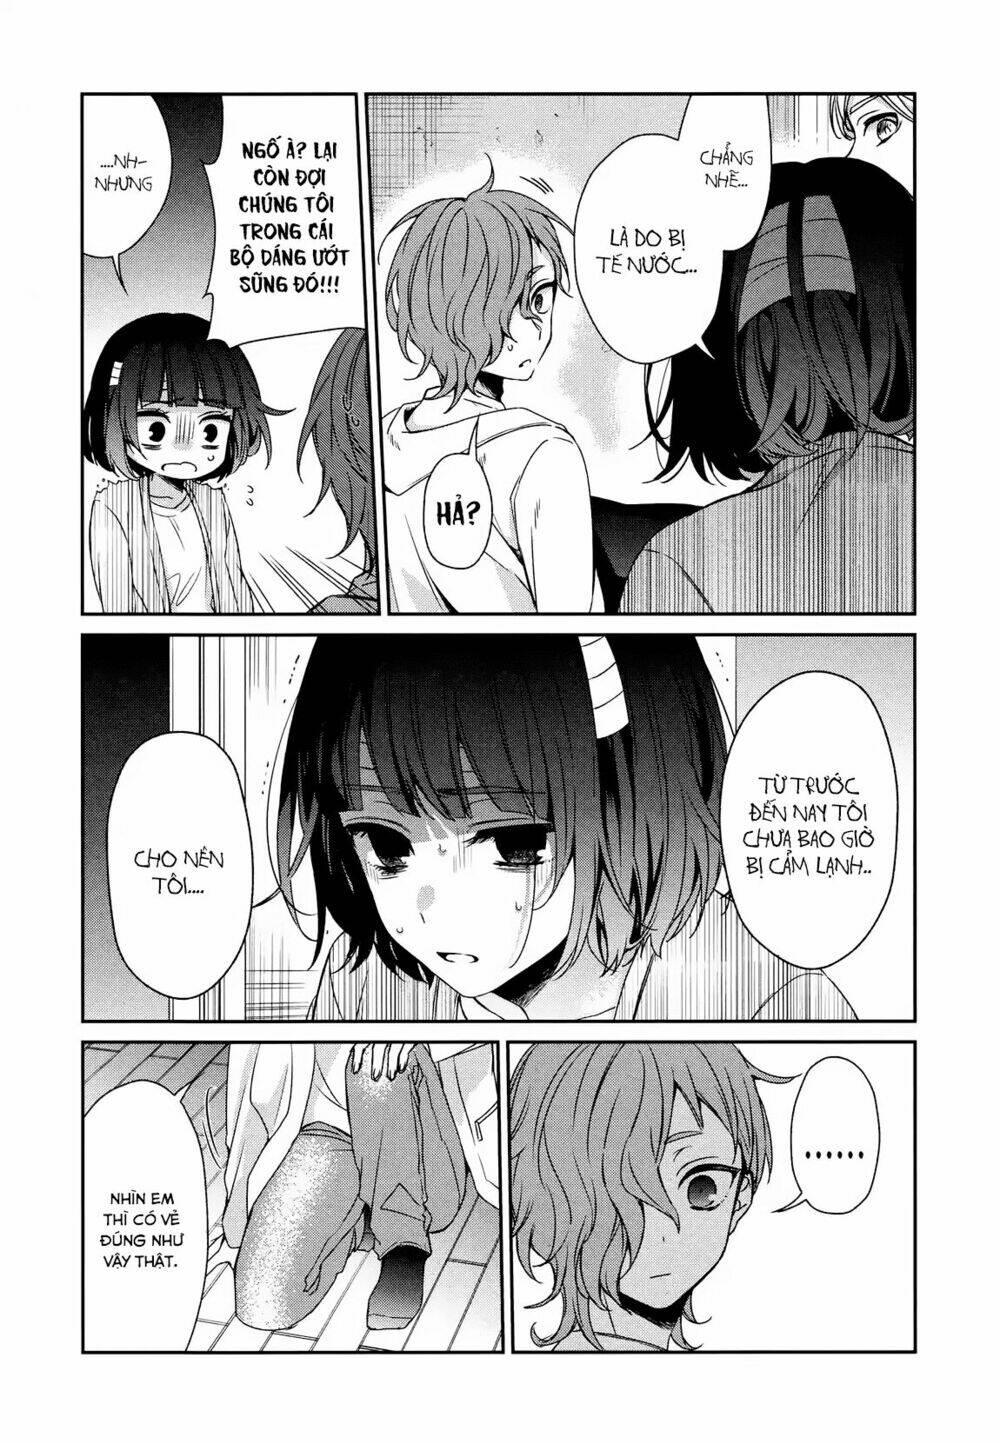 CHẲNG
NHẼ...
LÀ DO BỊ
TẾ NƯỚC...
HẢ?
NGỐ À? LẠI
CÒN ĐỢI
CHÚNG TÔI
TRONG CÁI
BỘ DÁNG ƯỚT
SŨNG ĐÓ!!!
....NH-
NHƯNG
TỪ TRƯỚC
ĐẾN NAY TÔI
CHƯA BAO GIỜ
BỊ CẢM LẠNH..
CHO NÊN
TÔI....
......
NHÌN EM
THÌ CÓ VẺ
ĐÚNG NHƯ
VẬY THẬT.